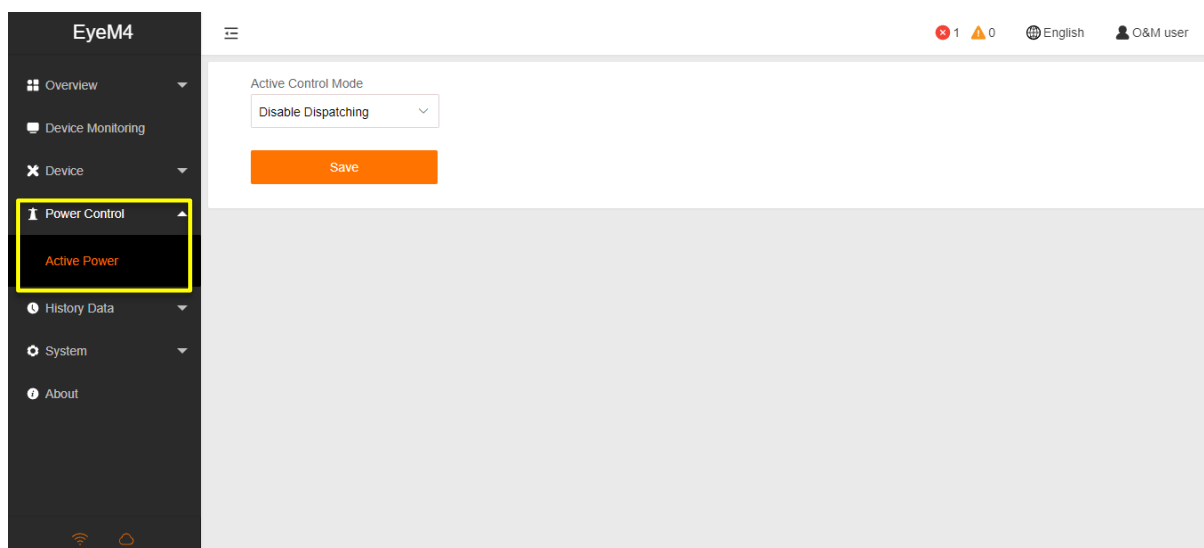 EyeM4
1
0
English
O&M user
Overview
Device Monitoring
Device
Power Control
Active Power
History Data
System
About
Active Control Mode
Disable Dispatching
Save